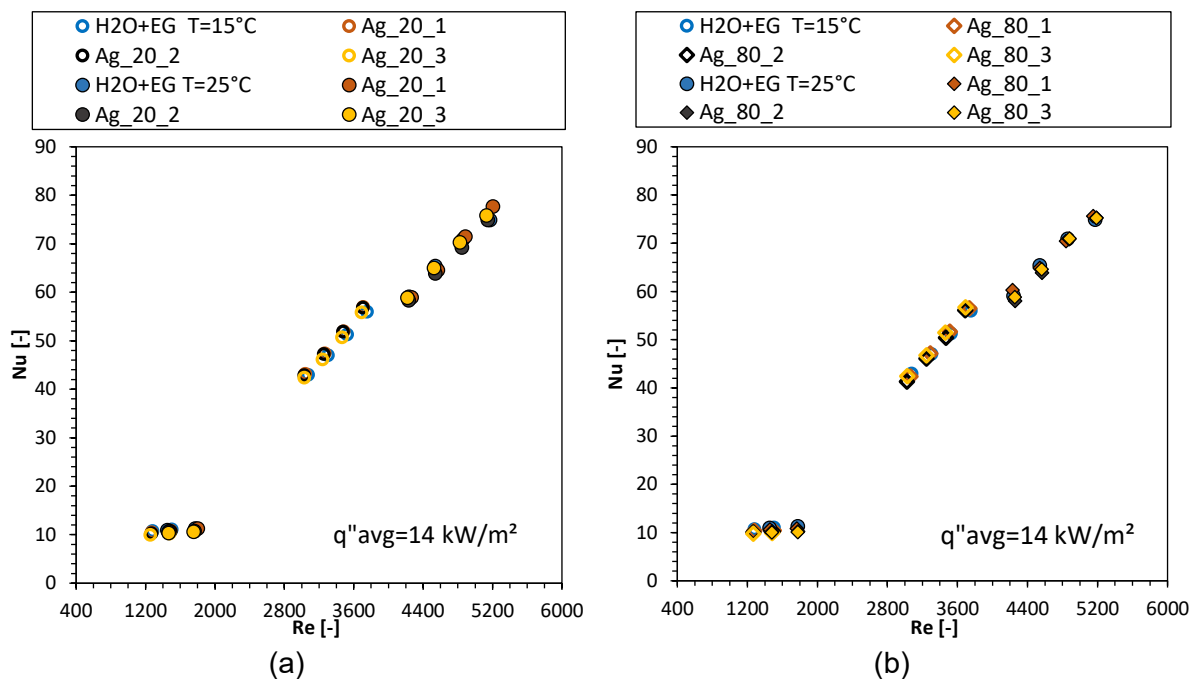 H2O+EG T=15°C Ag_20_1
Ag_20_2 Ag_20_3
H2O+EG T=25°C Ag_20_1
Ag_20_2 Ag_20_3
90
80
70
60
50
40
30
20
10
0
Nu [-]
q"avg=14 kW/m²
400 1200 2000 2800 3600 4400 5200 6000
Re [-]
(a)
H2O+EG T=15°C Ag_80_1
Ag_80_2 Ag_80_3
H2O+EG T=25°C Ag_80_1
Ag_80_2 Ag_80_3
90
80
70
60
50
40
30
20
10
0
Nu [-]
q"avg=14 kW/m²
400 1200 2000 2800 3600 4400 5200 6000
Re [-]
(b)